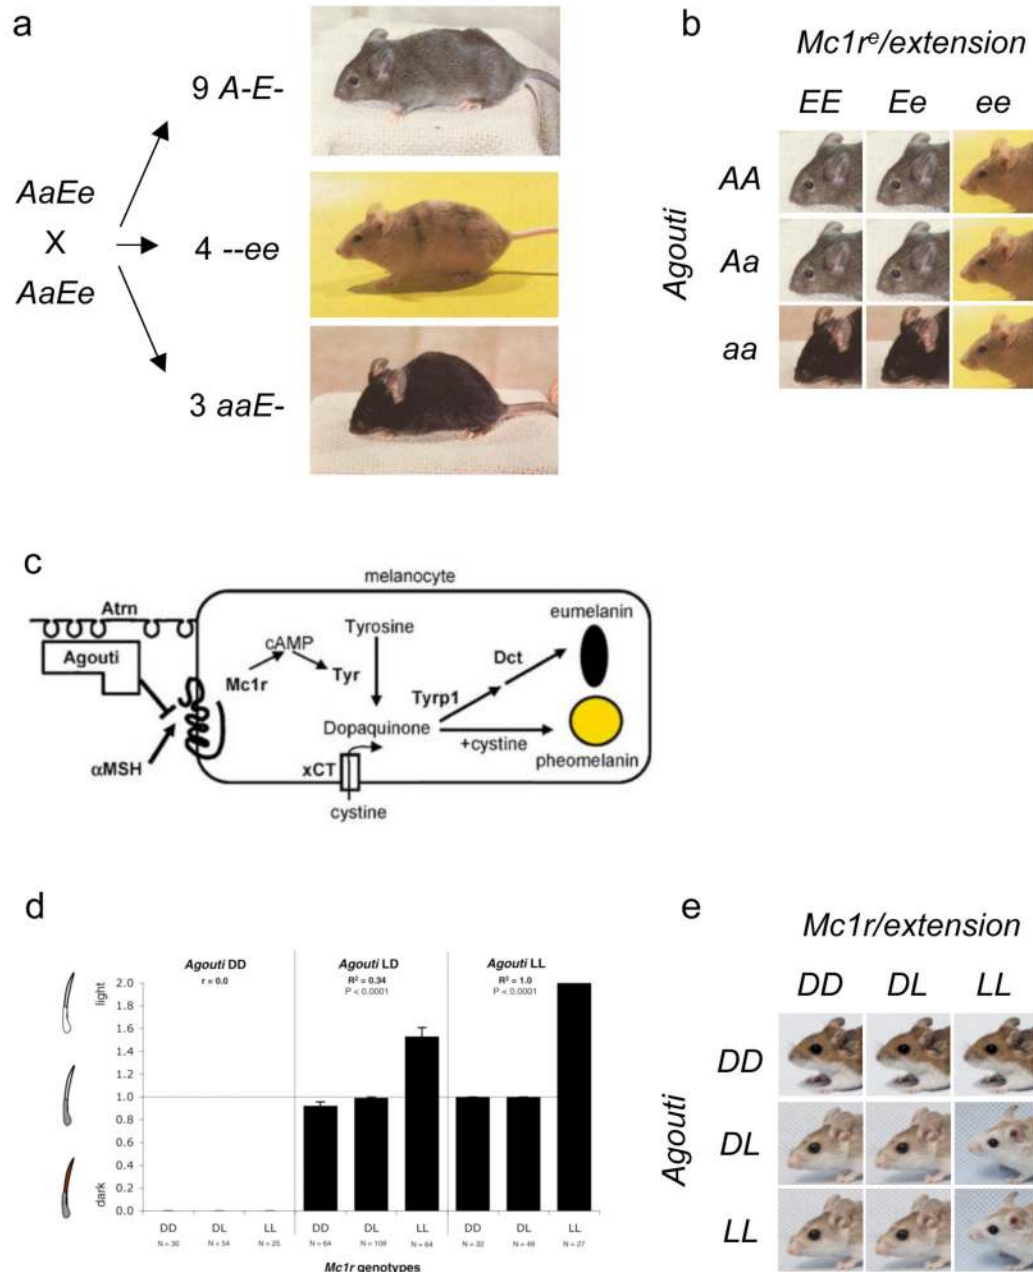 a
9 A-E-
AaEe
X
AaEe
4 --ee
3 aaE-
b
Mc1rᵉ/extension
EE Ee ee
Agouti
AA
Aa
aa
c
melanocyte
Atrn
Agouti
αMSH
Mc1r
cAMP
Tyr
Tyrosine
Dopaquinone
xCT
cystine
Tyrp1
Dct
+cystine
eumelanin
pheomelanin
d
Agouti DD
r = 0.0
Agouti LD
R² = 0.34
P < 0.0001
Agouti LL
R² = 1.0
P < 0.0001
light
dark
2.0
1.8
1.6
1.4
1.2
1.0
0.8
0.6
0.4
0.2
0.0
DD DL LL DD DL LL DD DL LL
N = 30 N = 54 N = 25 N = 64 N = 109 N = 64 N = 32 N = 49 N = 27
Mc1r genotypes
e
Mc1r/extension
DD DL LL
Agouti
DD
DL
LL